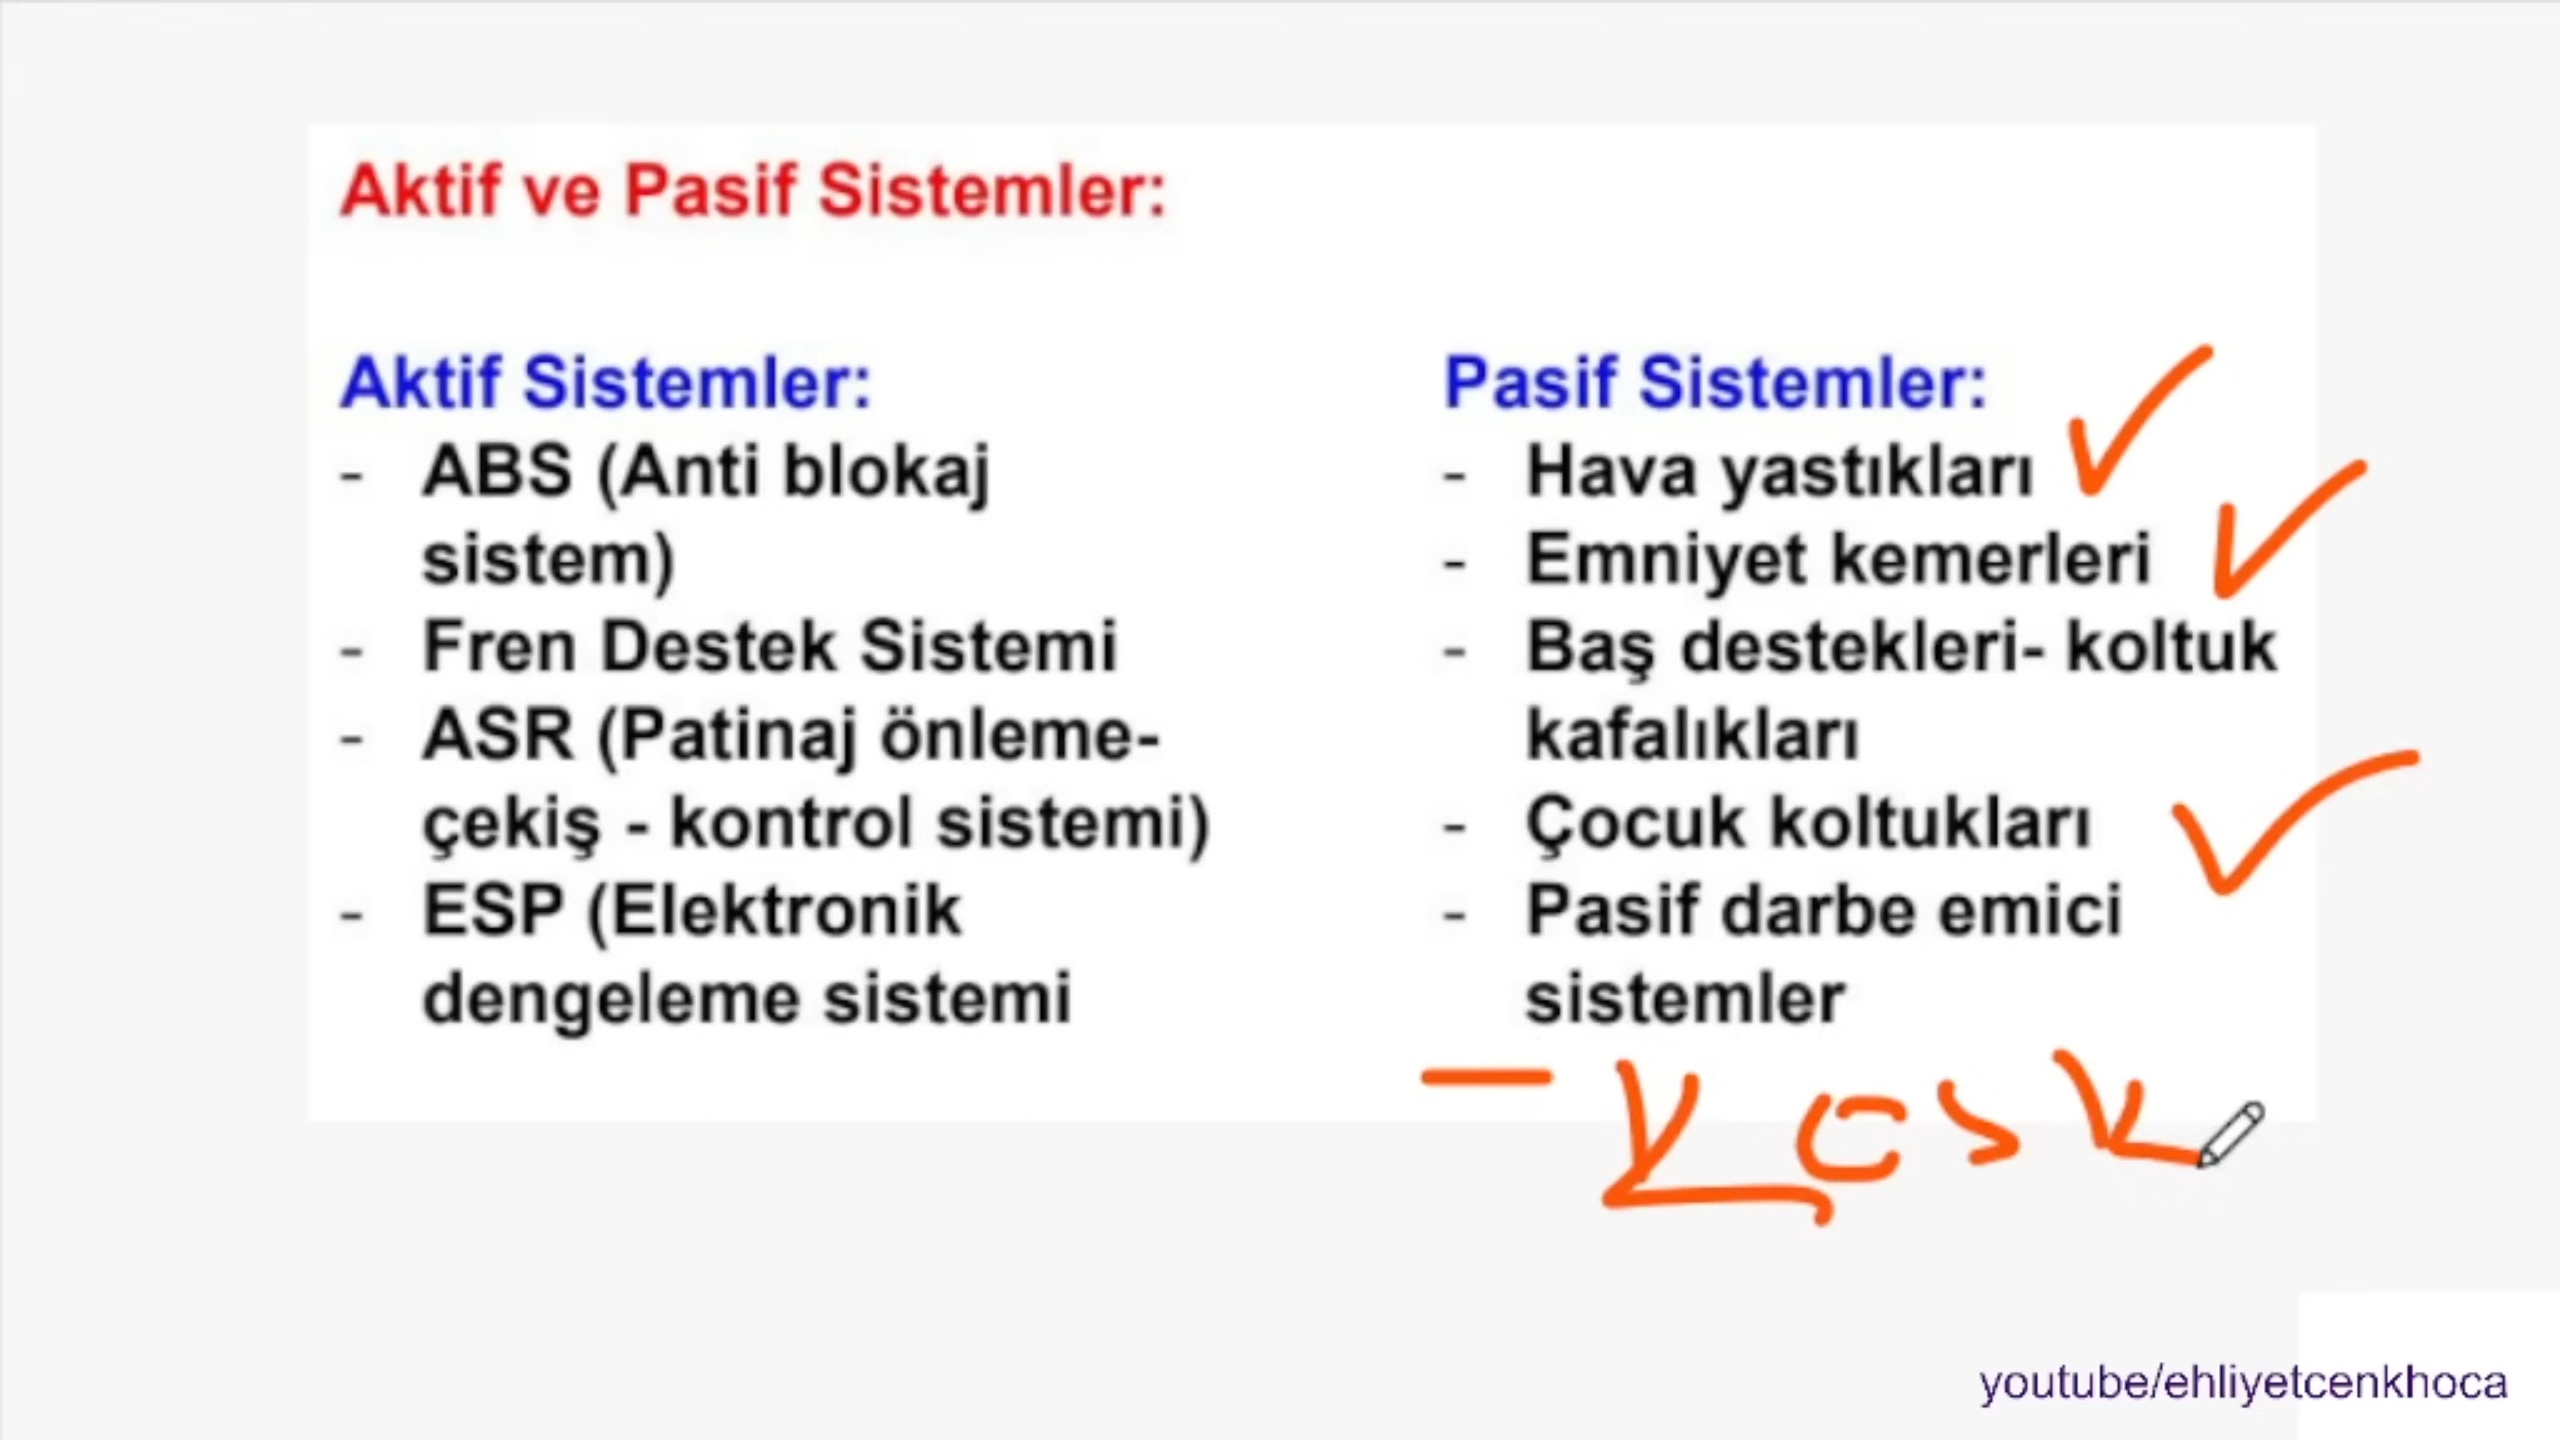 Aktif ve Pasif Sistemler:
Aktif Sistemler:
- ABS (Anti blokaj
sistem)
- Fren Destek Sistemi
- ASR (Patinaj önleme-
çekiş - kontrol sistemi)
- ESP (Elektronik
dengeleme sistemi
Pasif Sistemler:
- Hava yastıkları
- Emniyet kemerleri
- Baş destekleri- koltuk
kafalıkları
- Çocuk koltukları
- Pasif darbe emici
sistemler
youtube/ehliyetcenkhoca